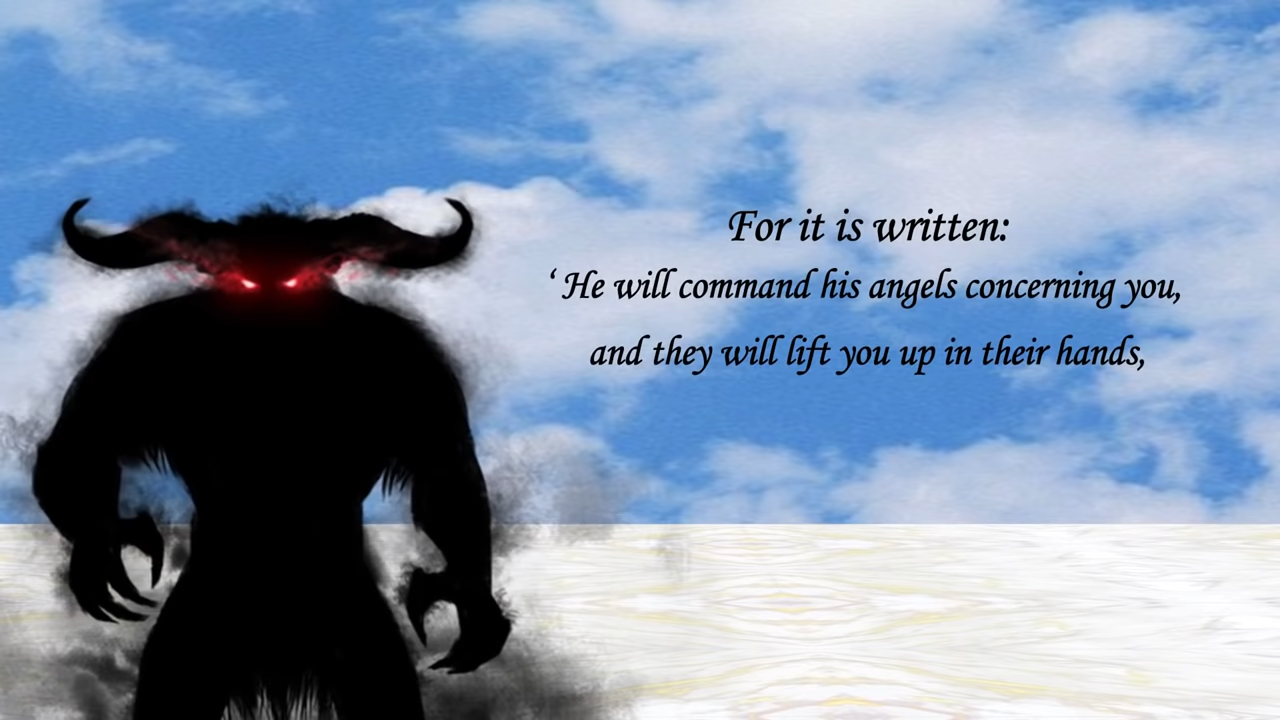 For it is written:
‘ He will command his angels concerning you,
and they will lift you up in their hands,